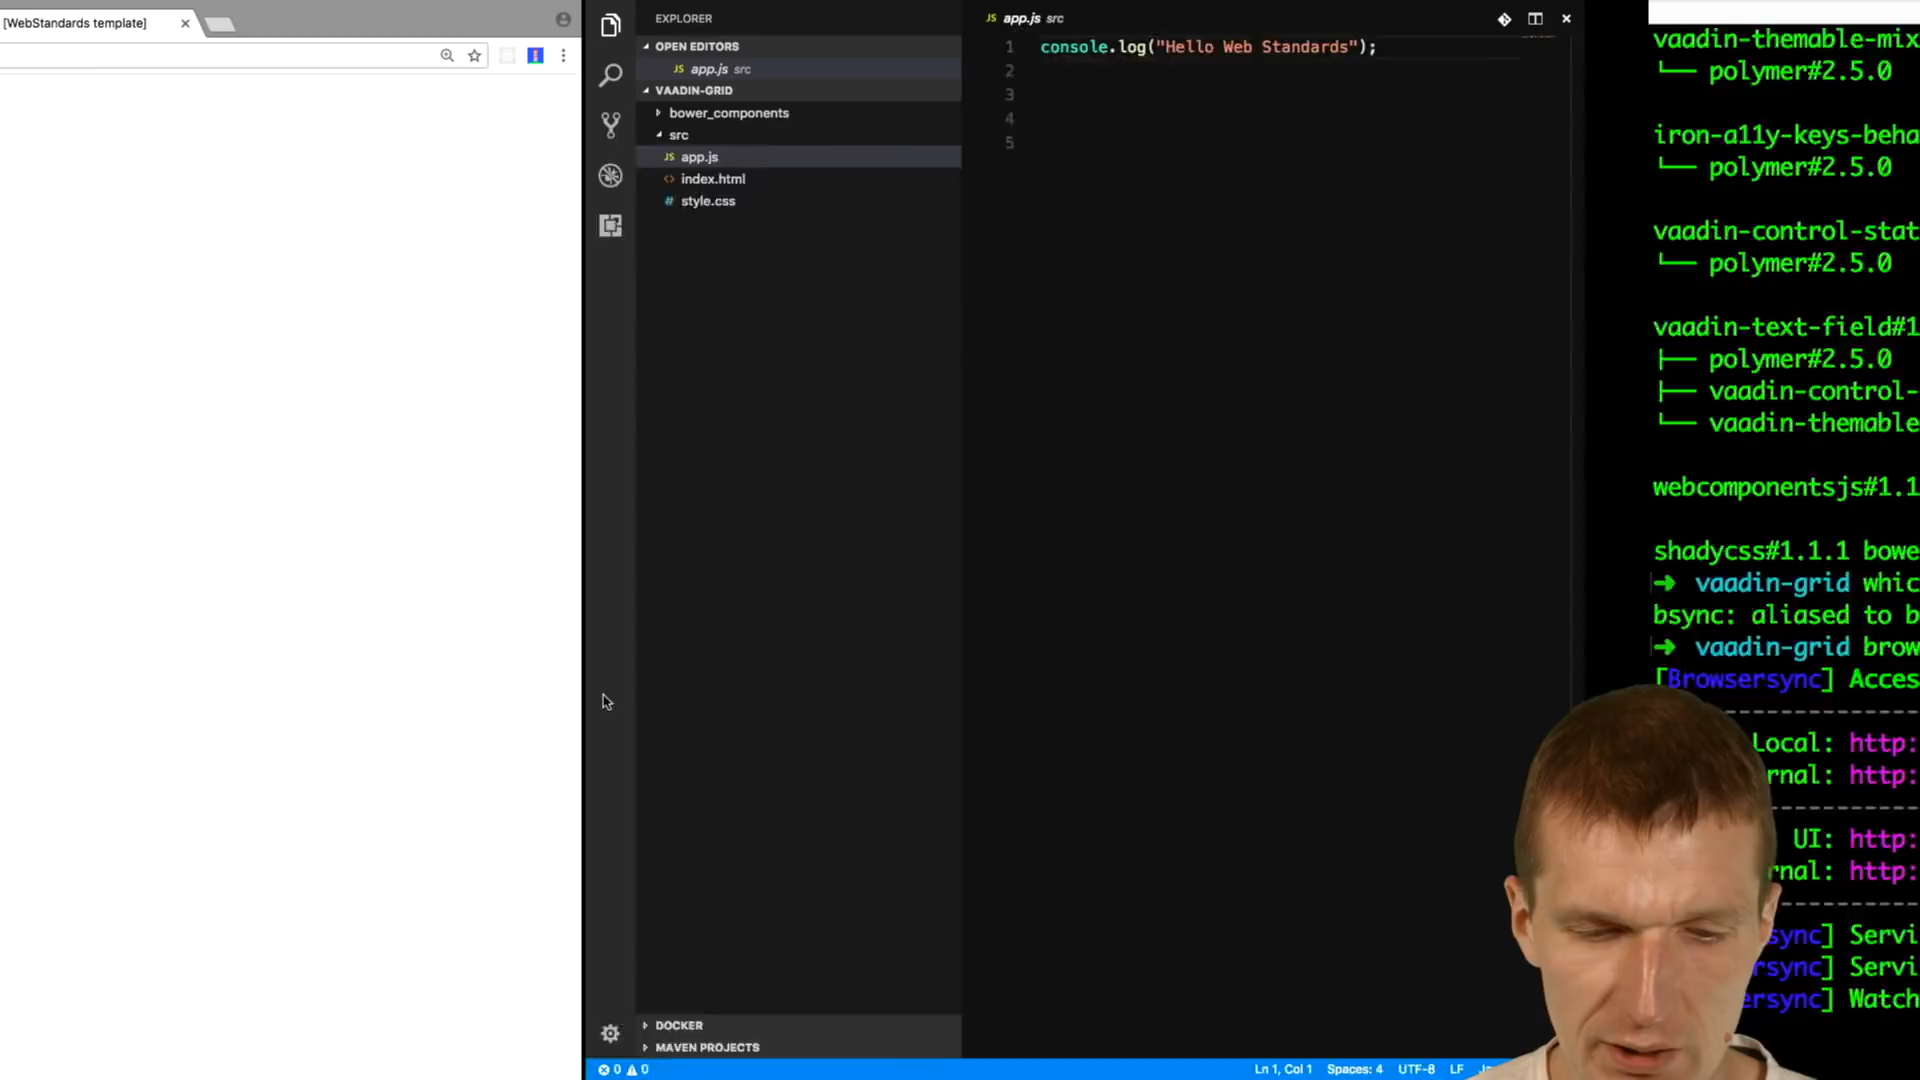 [WebStandards template]
EXPLORER
OPEN EDITORS
JS app.js src
VAADIN-GRID
bower_components
src
JS app.js
<> index.html
# style.css
DOCKER
MAVEN PROJECTS
JS app.js src
1 console.log("Hello Web Standards");
2
3
4
5
0 0
Ln 1, Col 1 Spaces: 4 UTF-8 LF
vaadin-themable-mix
└── polymer#2.5.0
iron-a11y-keys-beha
└── polymer#2.5.0
vaadin-control-stat
└── polymer#2.5.0
vaadin-text-field#1
├── polymer#2.5.0
├── vaadin-control-
└── vaadin-themable
webcomponentsjs#1.1
shadycss#1.1.1 bowe
➜ vaadin-grid whic
bsync: aliased to b
➜ vaadin-grid brow
[Browsersync] Acces
Local: http:
rnal: http:
UI: http:
rnal: http:
sync] Servi
rsync] Servi
ersync] Watch